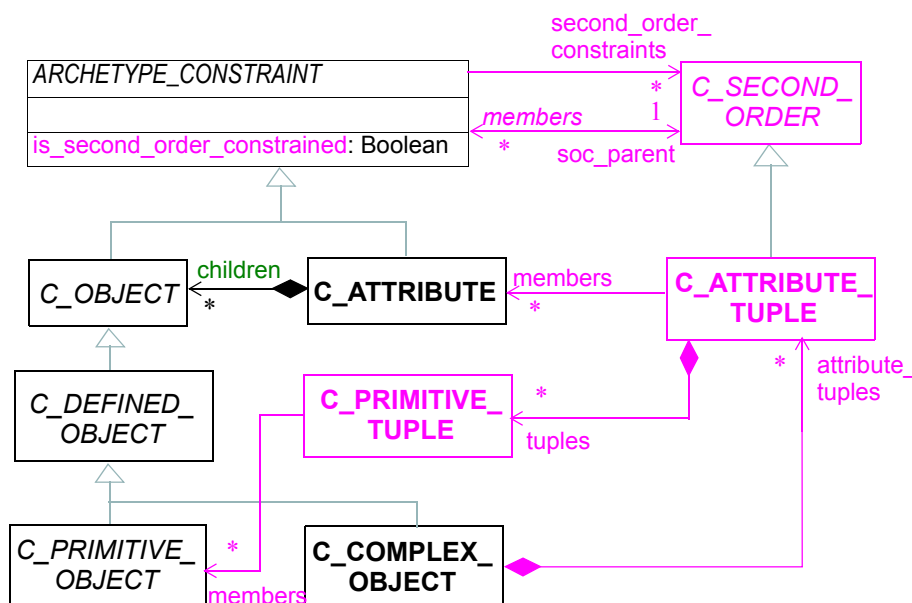 second_order_
constraints
ARCHETYPE_CONSTRAINT
C_SECOND_
ORDER
*
1
members
*
soc_parent
is_second_order_constrained: Boolean
children
*
C_OBJECT
C_ATTRIBUTE
members
*
C_ATTRIBUTE_
TUPLE
*
attribute_
tuples
C_DEFINED_
OBJECT
C_PRIMITIVE_
TUPLE
*
tuples
C_PRIMITIVE_
OBJECT
*
members
C_COMPLEX_
OBJECT